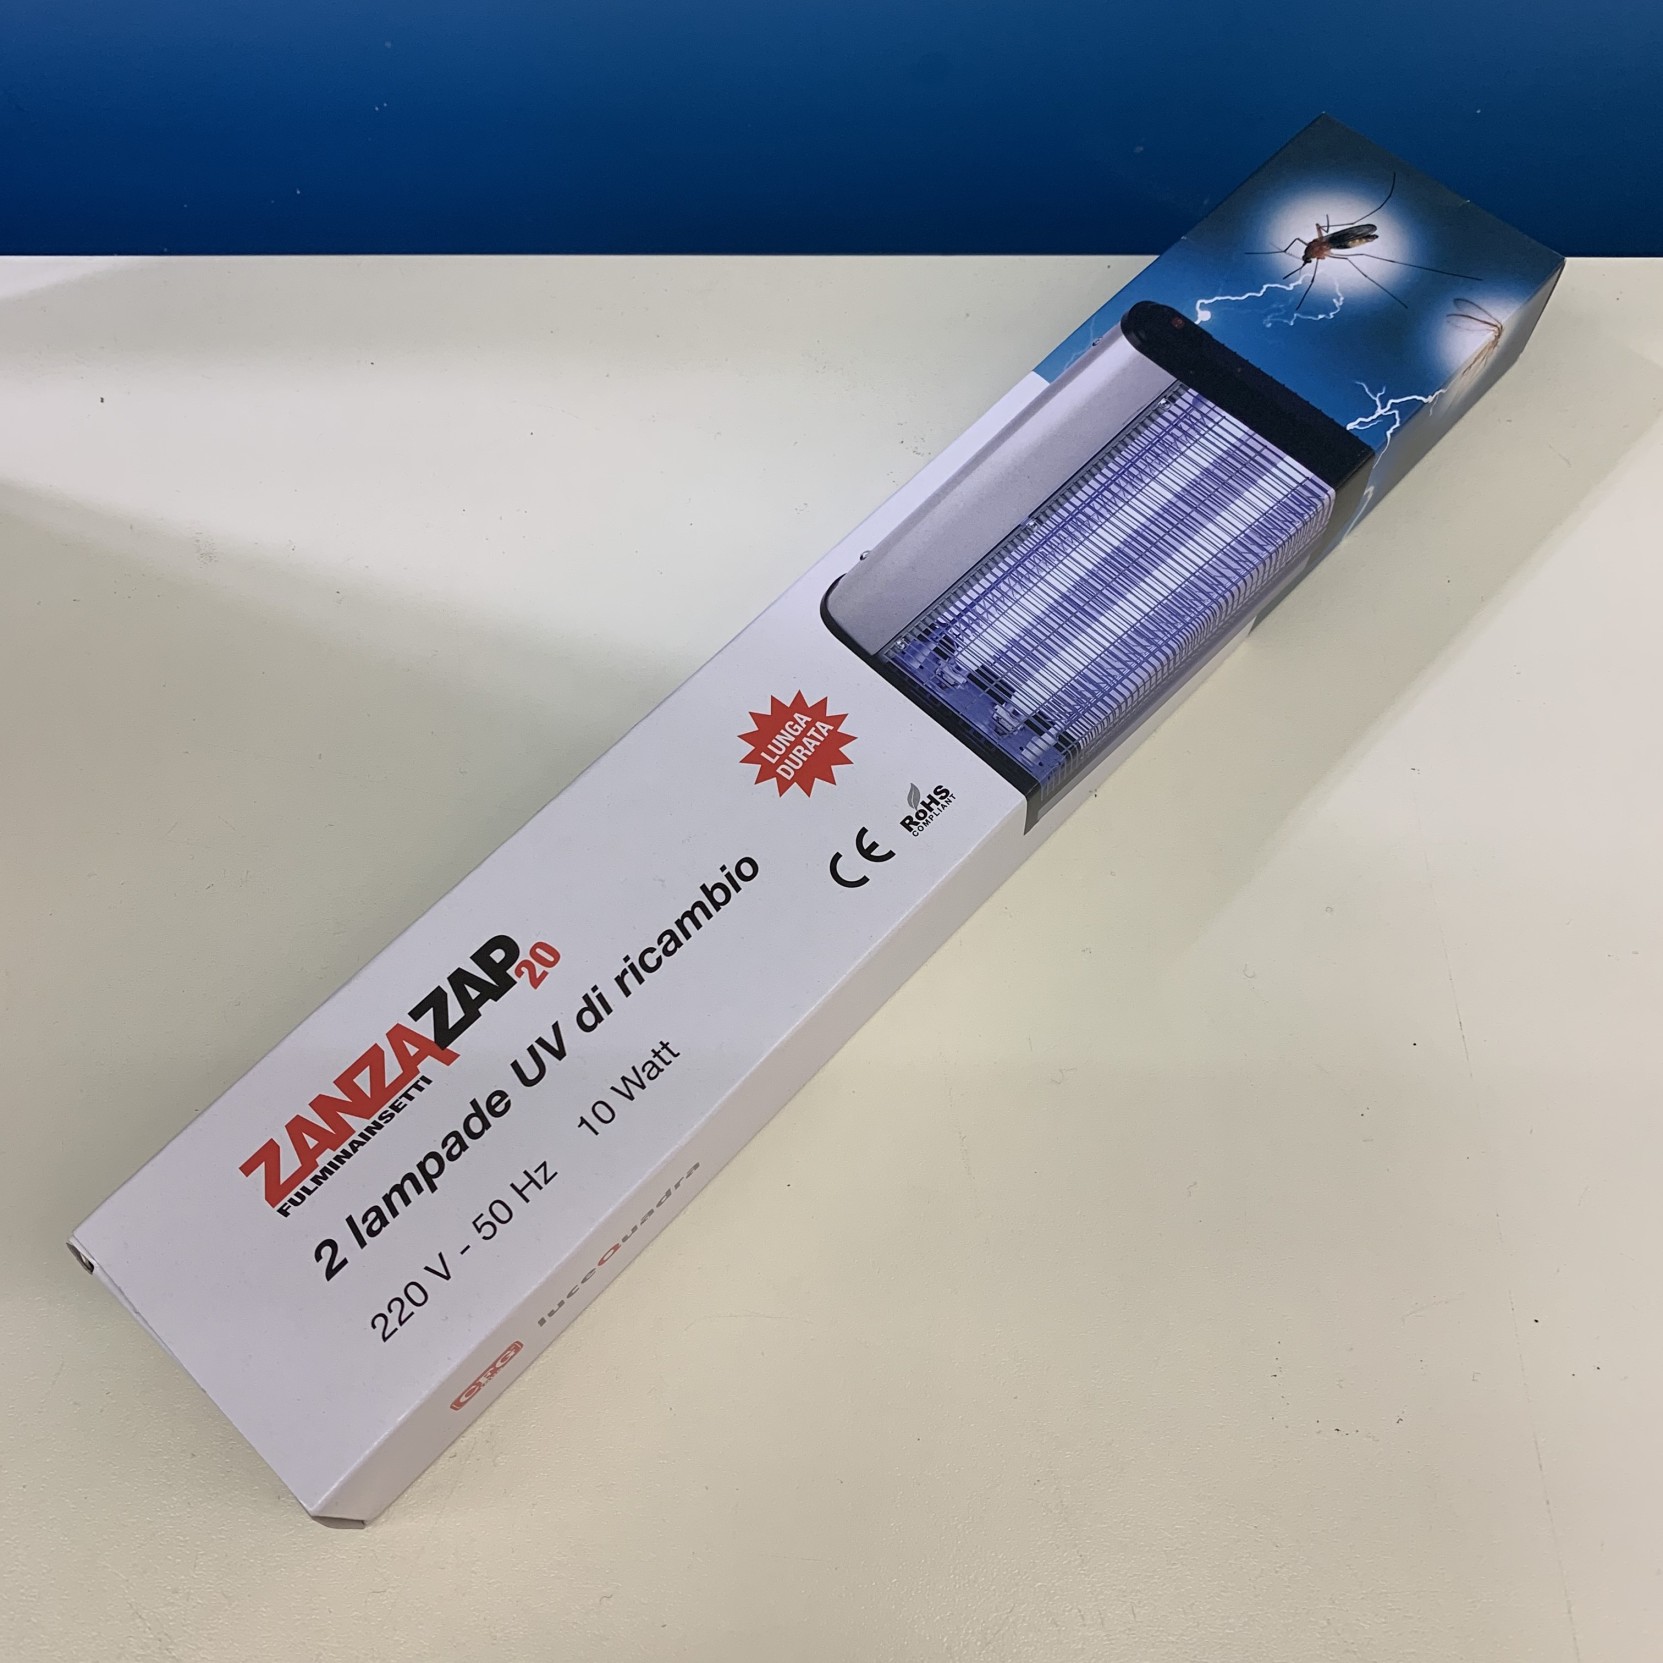 LUNGA
DURATA
CE
RoHS
COMPLIANT
ZANZAZAP20
FULMINAINSETTI
2 lampade UV di ricambio
220 V - 50 Hz 10 Watt
luceQuadra